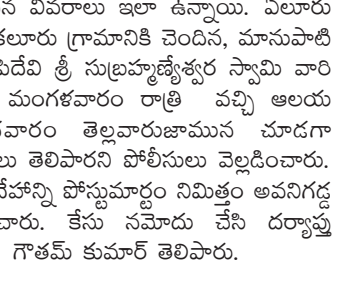 న వివరాలు ఇలా ఉన్నాయి. ఏలూరు
కలూరు గ్రామానికి చెందిన, మానుపాటి
పిదేవి శ్రీ సుబ్రహ్మణ్యేశ్వర స్వామి వారి
మంగళవారం రాత్రి వచ్చి ఆలయ
వారం తెల్లవారుజామున చూడగా
లు తెలిపారని పోలీసులు వెల్లడించారు.
దేహాన్ని పోస్టుమార్టం నిమిత్తం అవనిగడ్డ
చారు. కేసు నమోదు చేసి దర్యాప్తు
గౌతమ్ కుమార్ తెలిపారు.